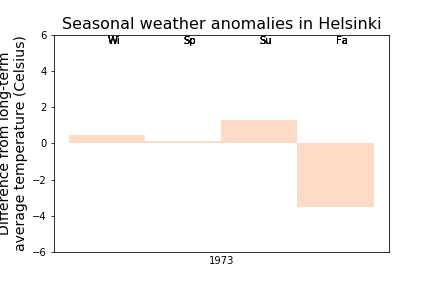 Seasonal weather anomalies in Helsinki
Wi Sp Su Fa
Difference from long-term
average temperature (Celsius)
6
4
2
0
−2
−4
−6
1973